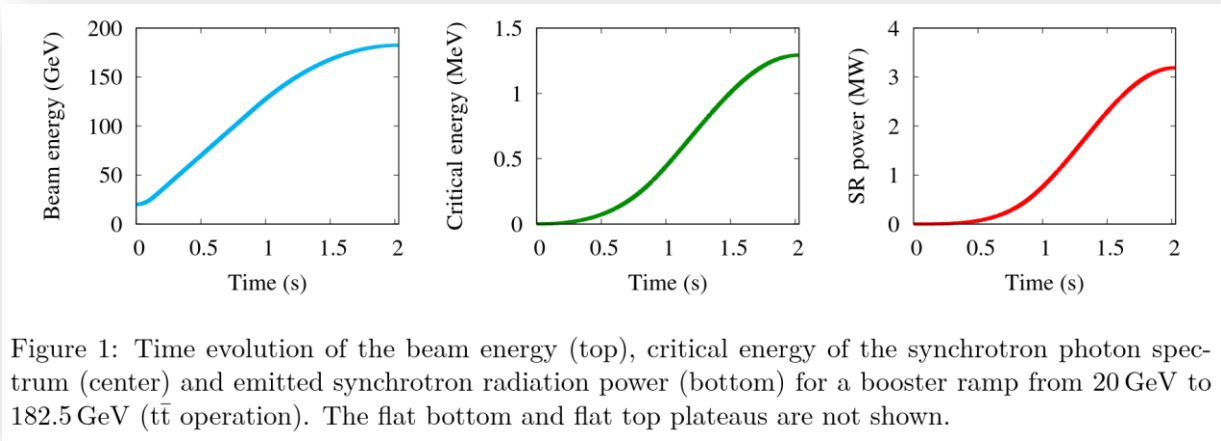 Beam energy (GeV)
200
150
100
50
0
0 0.5 1 1.5 2
Time (s)
Critical energy (MeV)
1.5
1
0.5
0
0 0.5 1 1.5 2
Time (s)
SR power (MW)
4
3
2
1
0
0 0.5 1 1.5 2
Time (s)
Figure 1: Time evolution of the beam energy (top), critical energy of the synchrotron photon spec-
trum (center) and emitted synchrotron radiation power (bottom) for a booster ramp from 20 GeV to
182.5 GeV (tt̄ operation). The flat bottom and flat top plateaus are not shown.